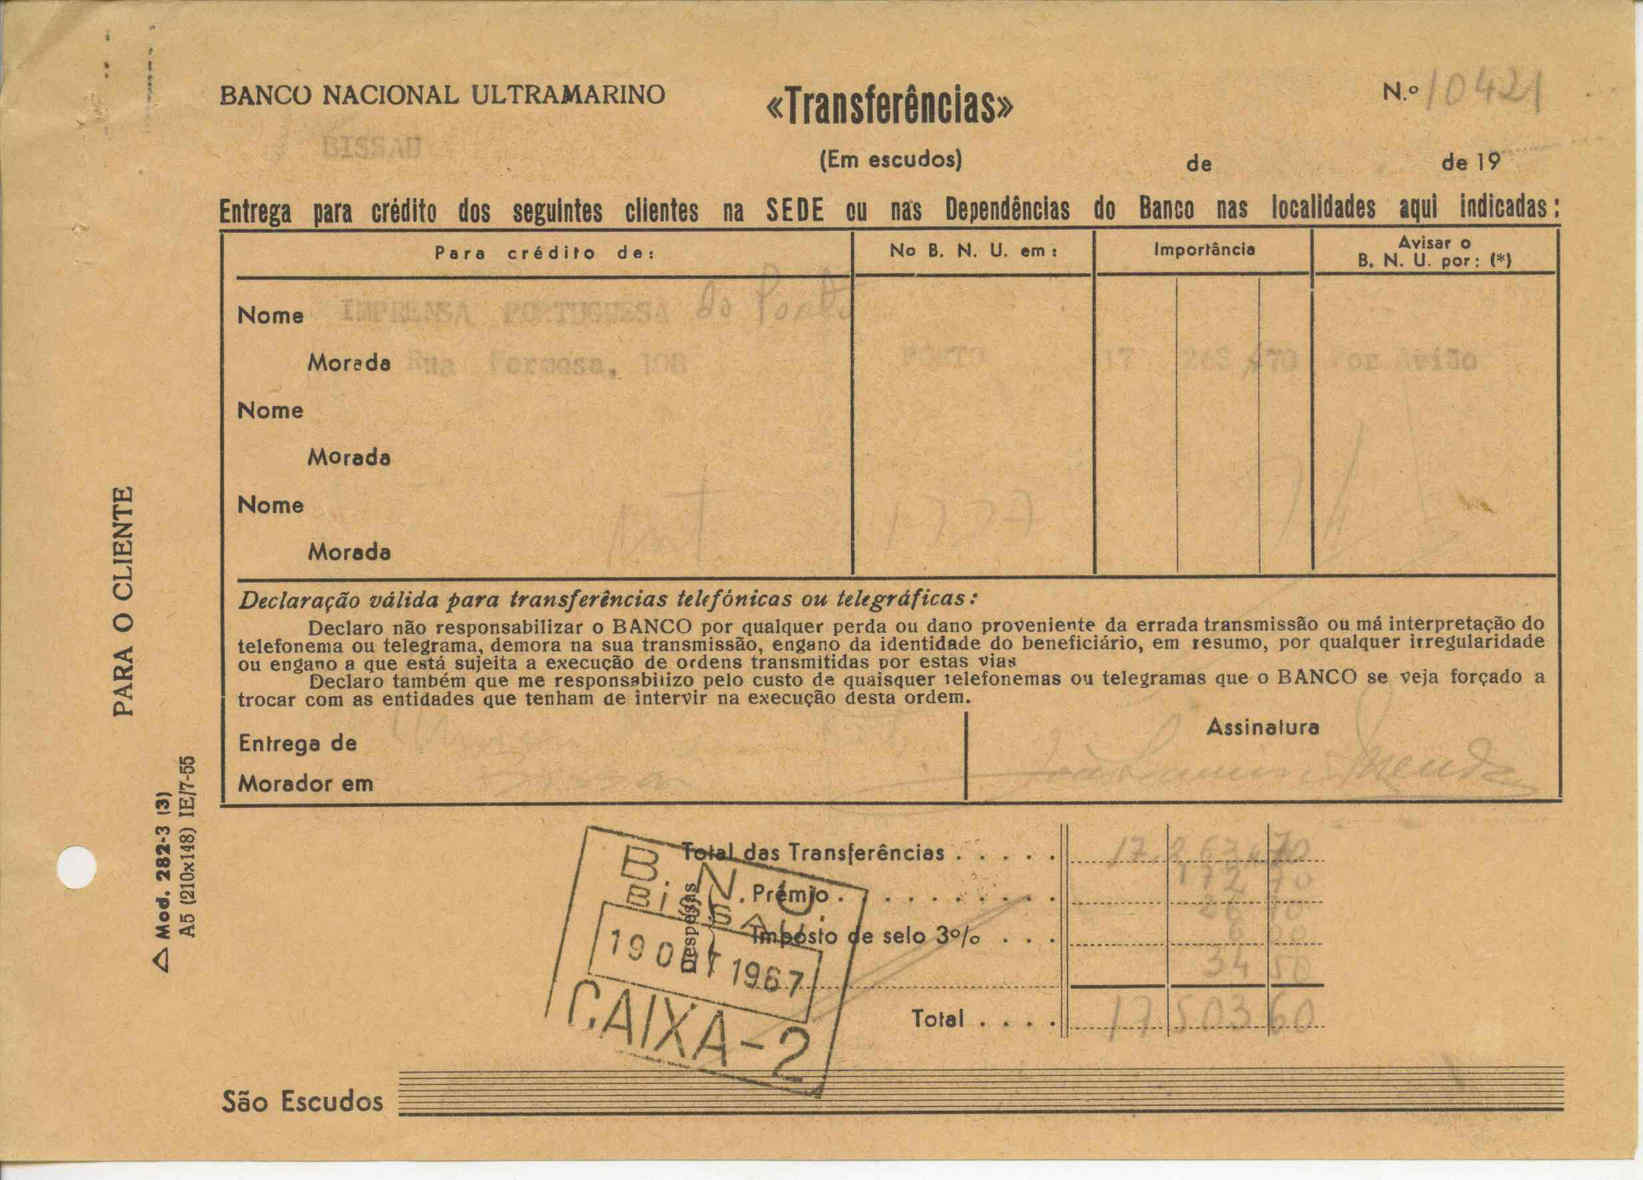 BANCO NACIONAL ULTRAMARINO
«Transferências»
N.º 10421
BISSAU
(Em escudos)
de de 19
Entrega para crédito dos seguintes clientes na SEDE ou nas Dependências do Banco nas localidades aqui indicadas:
Para crédito de: No B. N. U. em: Importância Avisar o B. N. U. por: (*)
Nome IMPRENSA PORTUGUESA do Porto
Morada Rua Formosa, 108 PORTO 17 263,$70 Por Avião
Nome
Morada
Nome
Morada
Declaração válida para transferências telefónicas ou telegráficas:
Declaro não responsabilizar o BANCO por qualquer perda ou dano proveniente da errada transmissão ou má interpretação do
telefonema ou telegrama, demora na sua transmissão, engano da identidade do beneficiário, em resumo, por qualquer irregularidade
ou engano a que está sujeita a execução de ordens transmitidas por estas vias
Declaro também que me responsabilizo pelo custo de quaisquer telefonemas ou telegramas que o BANCO se veja forçado a
trocar com as entidades que tenham de intervir na execução desta ordem.
Entrega de
Morador em
Assinatura
Total das Transferências . . . . . 17.263 70
Despesas
Prémio . . . . . . . . . 172 70
Imposto de selo 3% . . .
34 50
Total . . . . 17 503 60
São Escudos
B. N. U.
BISSAU
19 OUT 1967
CAIXA-2
PARA O CLIENTE
△ Mod. 282-3 (3)
A5 (210x148) IE/7-55